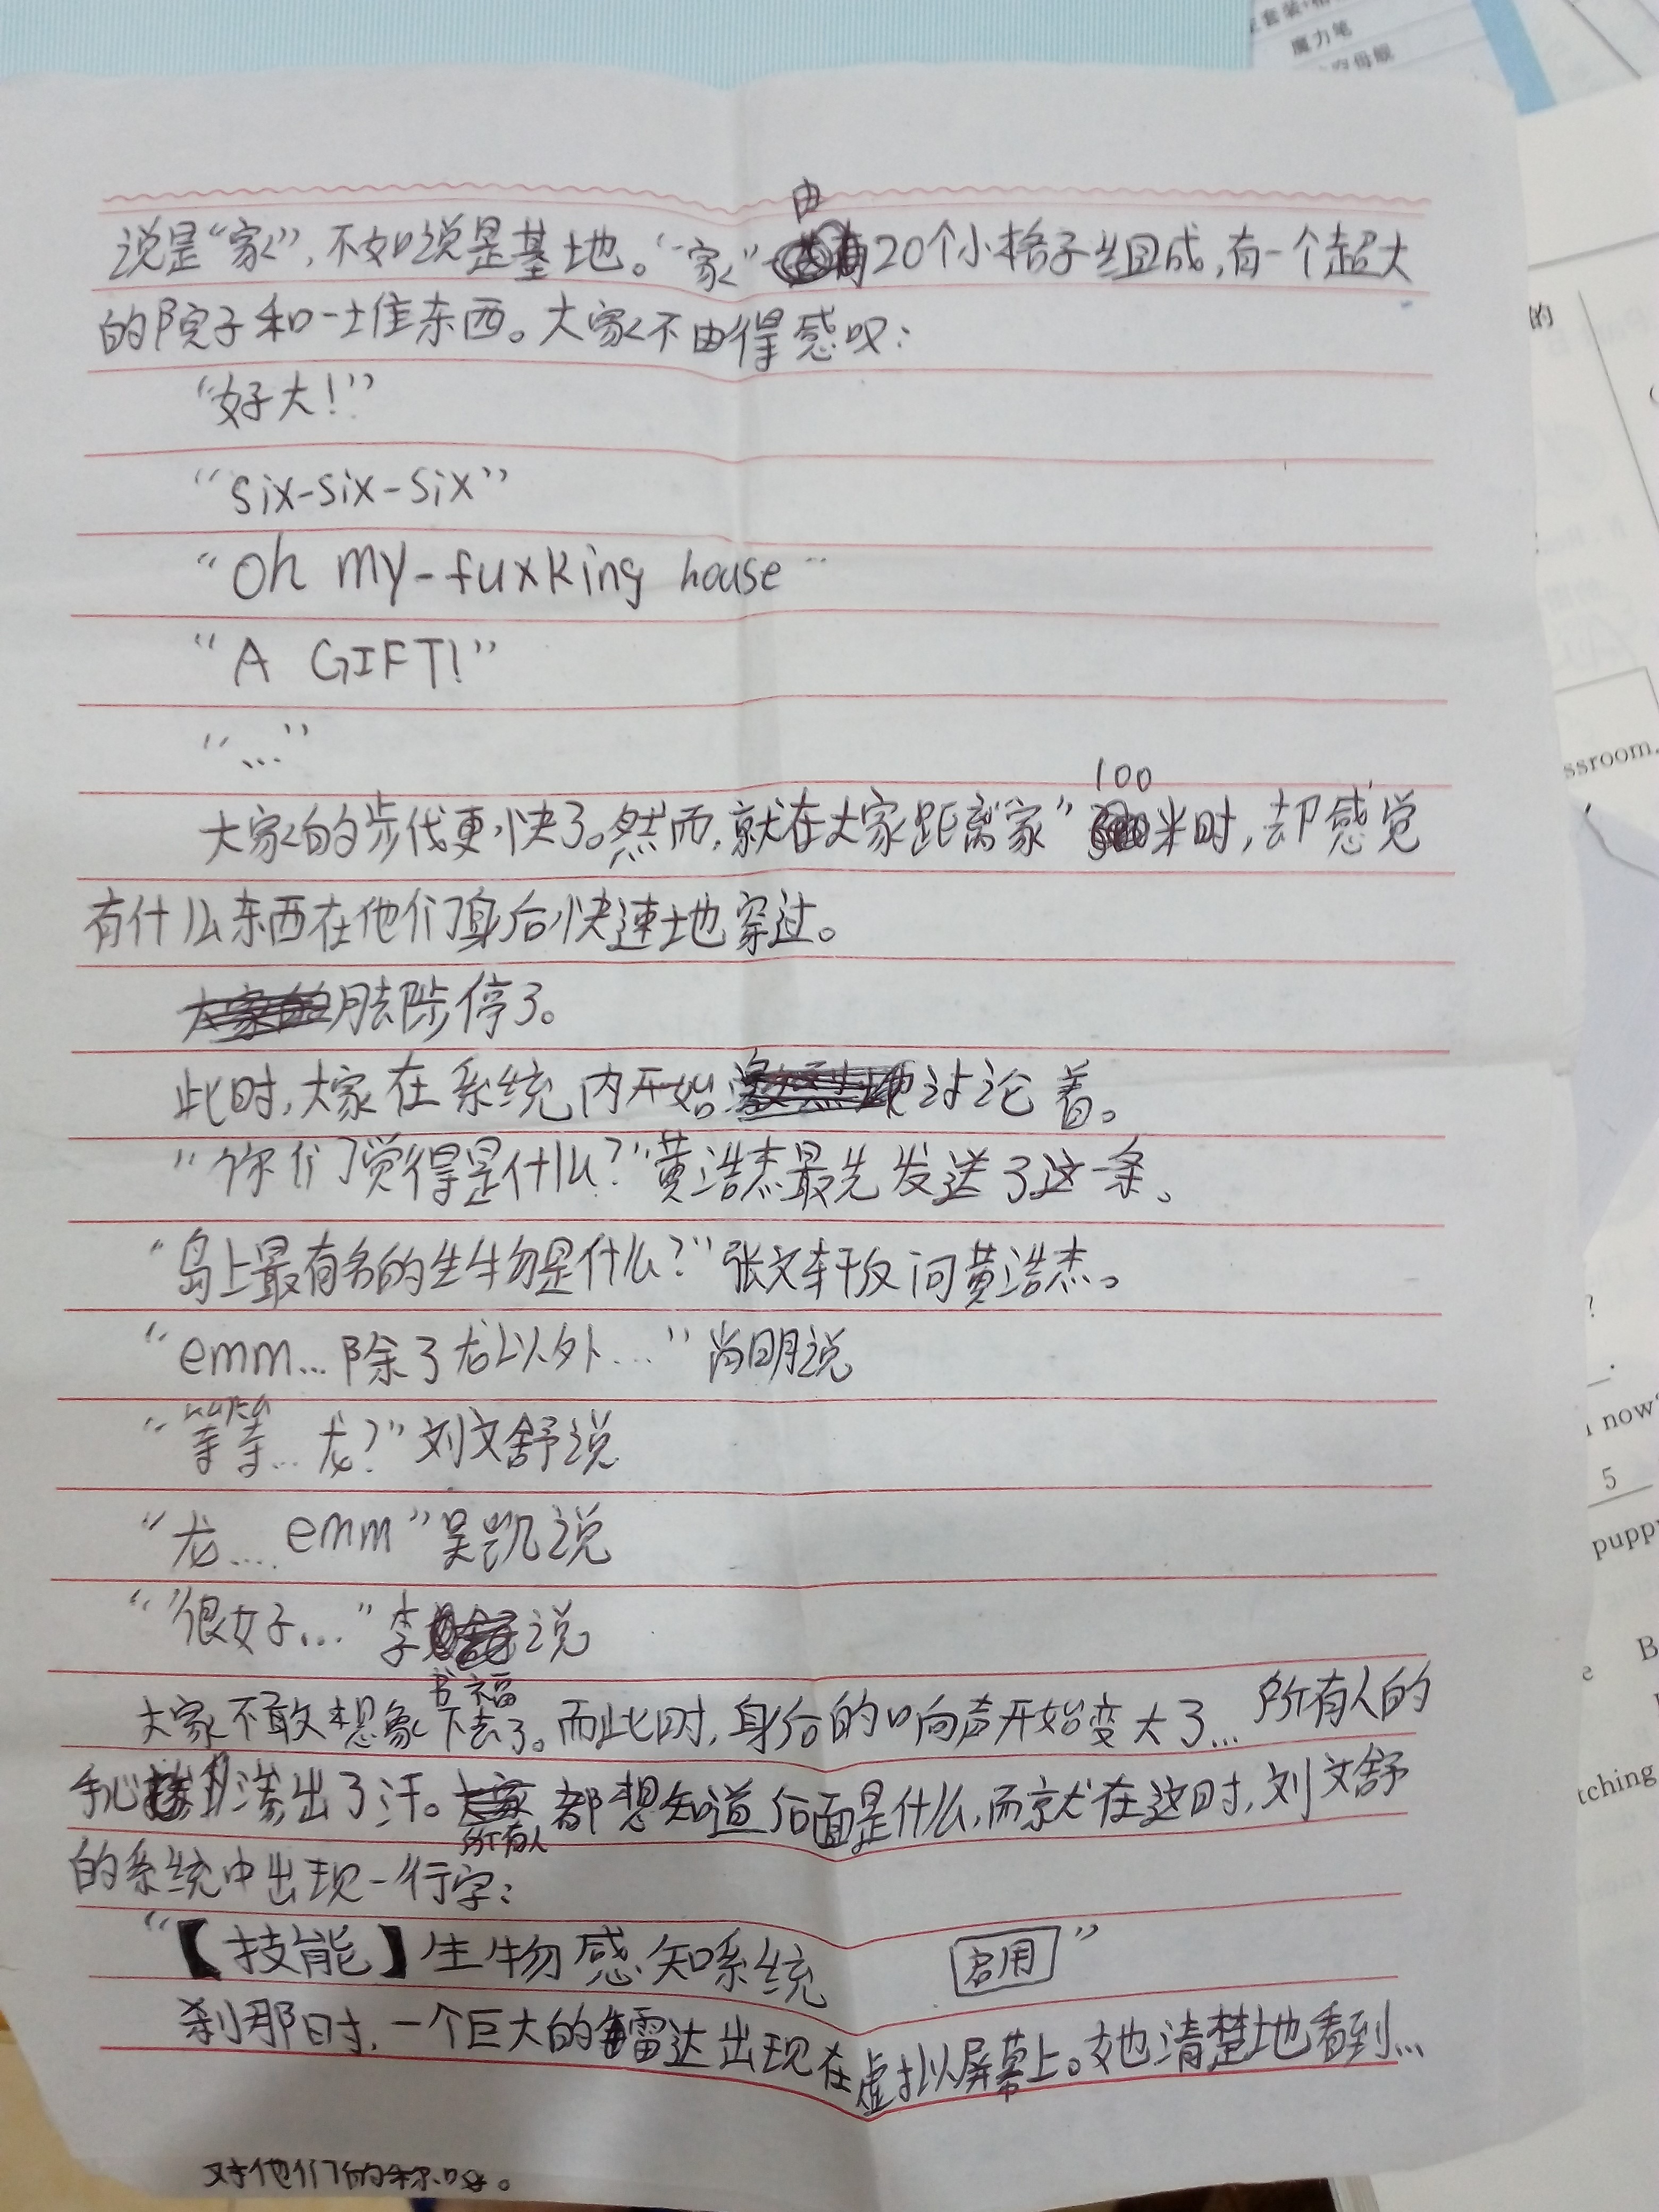 套装
魔力笔
空母舰
说是“家”，不如说是基地。“家”由20个小格子组成，有一个超大
的院子和一堆东西。大家不由得感叹：
“好大！”
“six-six-six”
“Oh my-fuxking house”
“A GIFT!”
“...”
大家的步伐更快了。然而，就在大家距离家”100米时，却感觉
有什么东西在他们身后快速地穿过。
脚步停了。
此时，大家在系统内开始讨论着。
“你们觉得是什么？”黄浩杰最先发送了这一条。
“岛上最有名的生物是什么？”张文轩反问黄浩杰。
“emm...除了龙以外...”尚明说
“等等...龙？”刘文舒说
“龙....emm”吴凯说
“很好...”李书福说
大家不敢想象下去了。而此时，身后的响声开始变大了...所有人的
手心渗出了汗。所有人都想知道后面是什么，而就在这时，刘文舒
的系统中出现一行字：
“【技能】生物感知系统 启用”
刹那时，一个巨大的雷达出现在虚拟屏幕上。她清楚地看到...
对他们的称呼。
的
ssroom.
?
now
5
pupp
B
e
tching